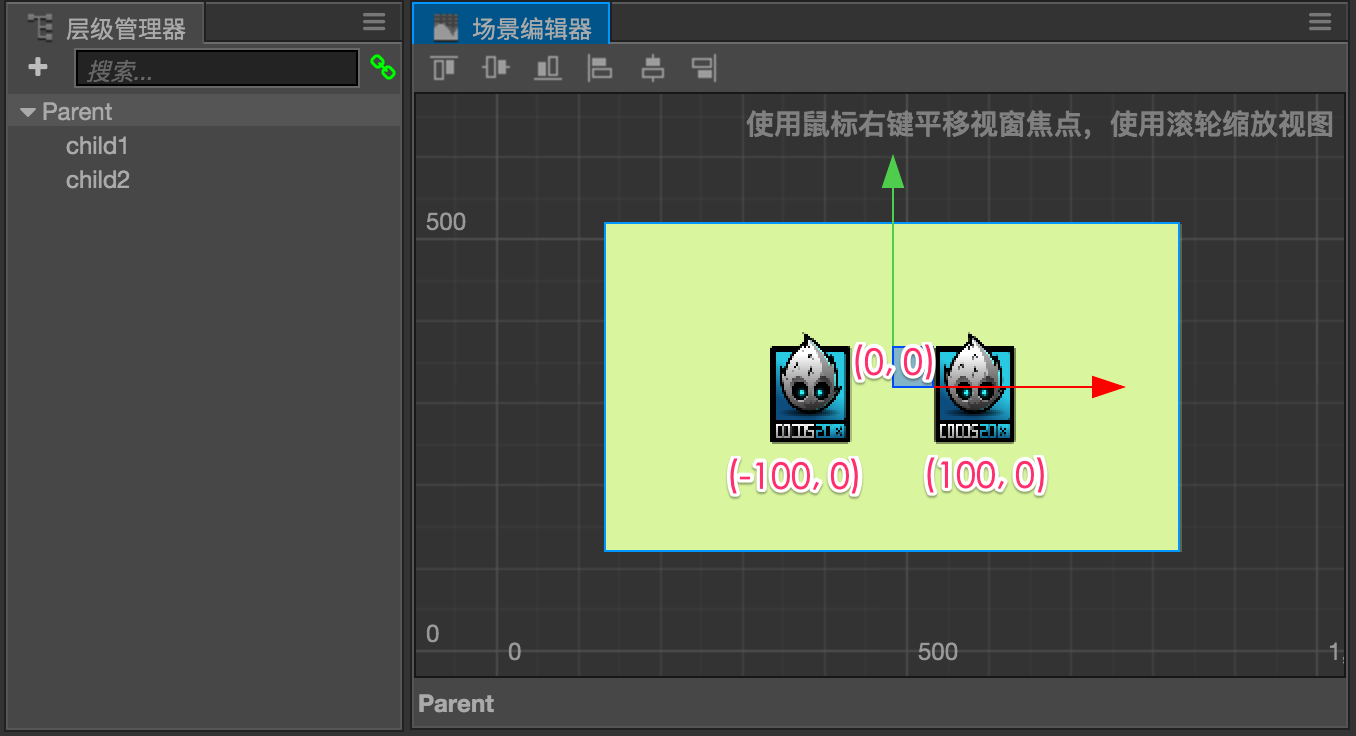 层级管理器
搜索...
Parent
child1
child2
场景编辑器
使用鼠标右键平移视窗焦点，使用滚轮缩放视图
500
(0, 0)
COCOS2DX
COCOS2DX
(-100, 0)
(100, 0)
0
0
500
1,
Parent